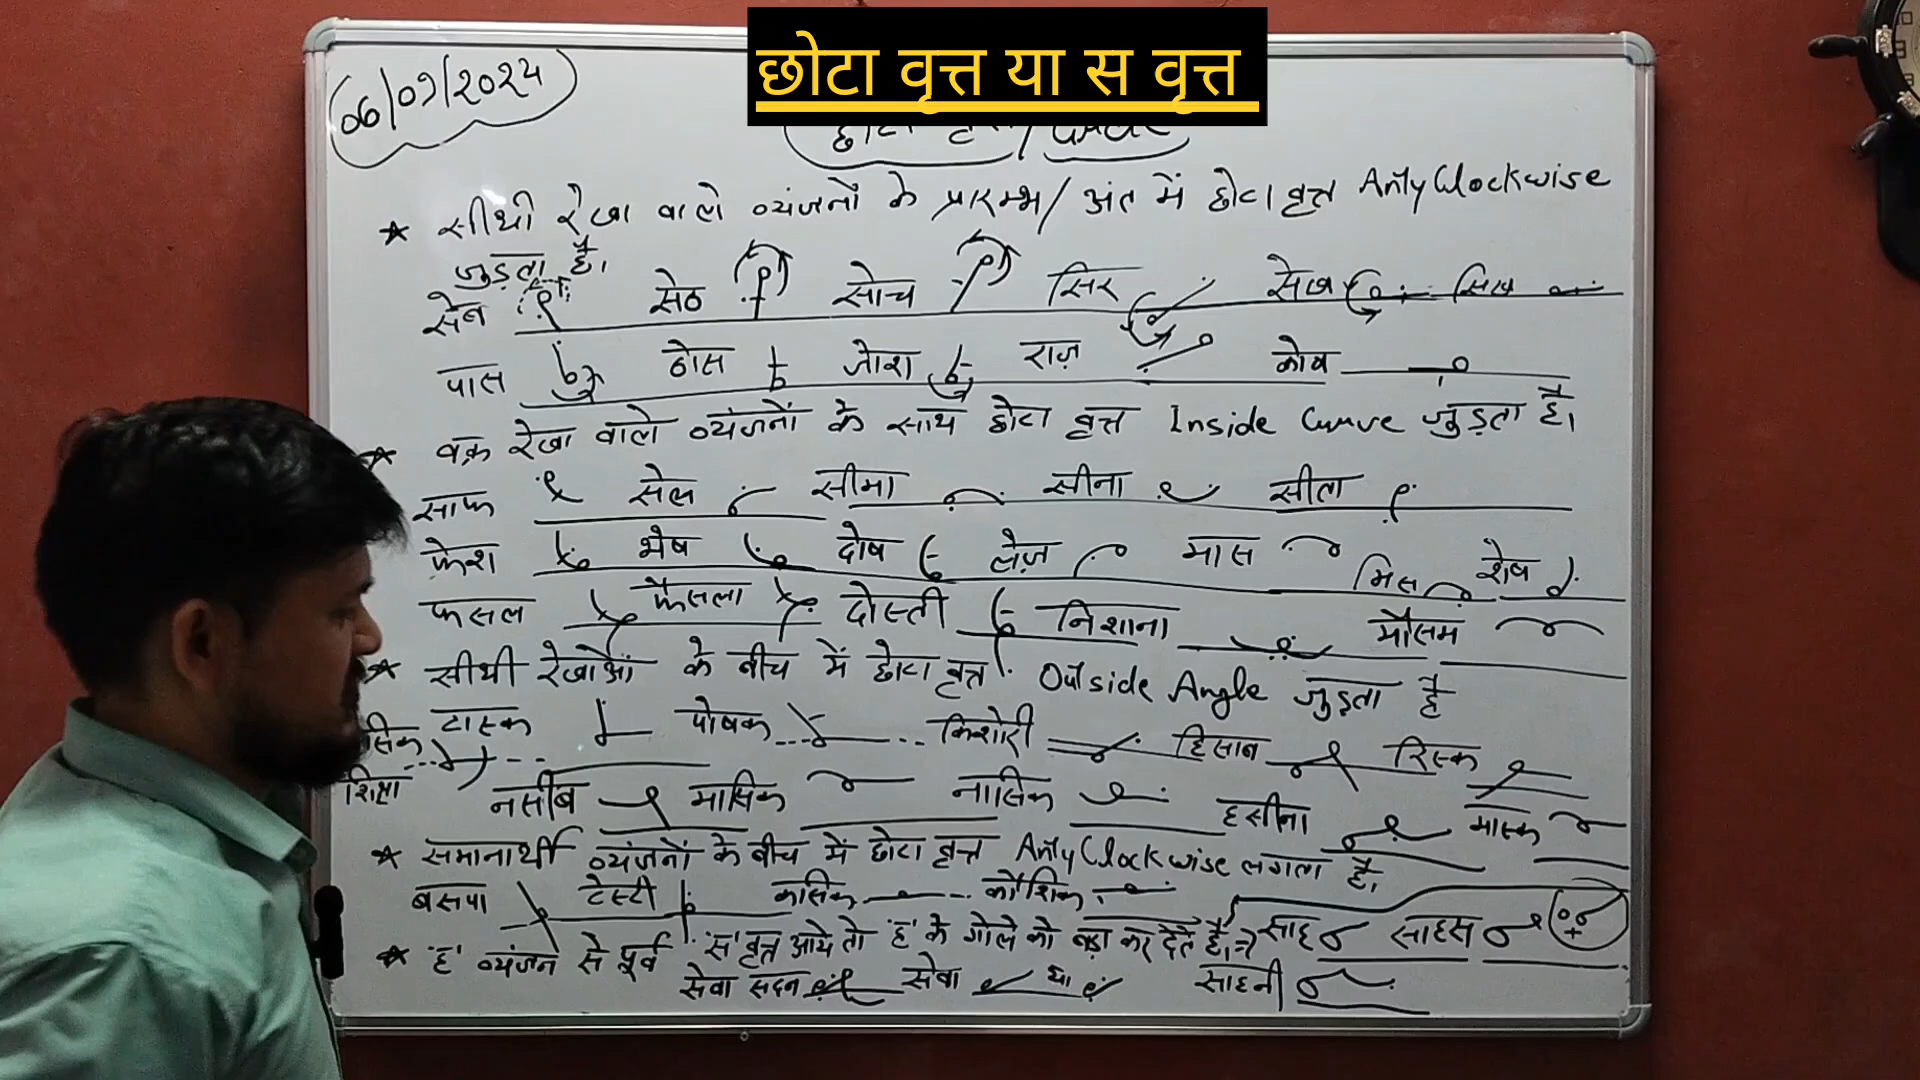 छोटा वृत्त या स वृत्त
06/09/2024
★ सीधी रेखा वाले व्यंजनों के प्रारम्भ/अंत में छोटा वृत्त Anty Clockwise
जुड़ता है।
सेब सेठ सोच सिर सेख सिख
पास ठोस जोश राज़ कोष
★ वक्र रेखा वाले व्यंजनों के साथ छोटा वृत्त Inside Curve जुड़ता है।
साफ सेल सीमा सीना सीता
फेश भेष दोष लेज़ मास मिस शेष
फसल फैसला दोस्ती निशाना मौसम
★ सीधी रेखाओं के बीच में छोटा वृत्त Outside Angle जुड़ता है
टास्क पोषक किशोरी हिसाब रिस्क
नसीब मासिक नासिक हसीना मास्क
★ समानार्थी व्यंजनों के बीच में छोटा वृत्त Anty Clockwise लगता है।
बसपा टेस्टी कासिक कौशिक
★ 'ह' व्यंजन से पूर्व 'स' वृत्त आये तो 'ह' के गोले को बड़ा कर देते हैं। ⇒ साह साहस
सेवा सदन सेवा या साहनी